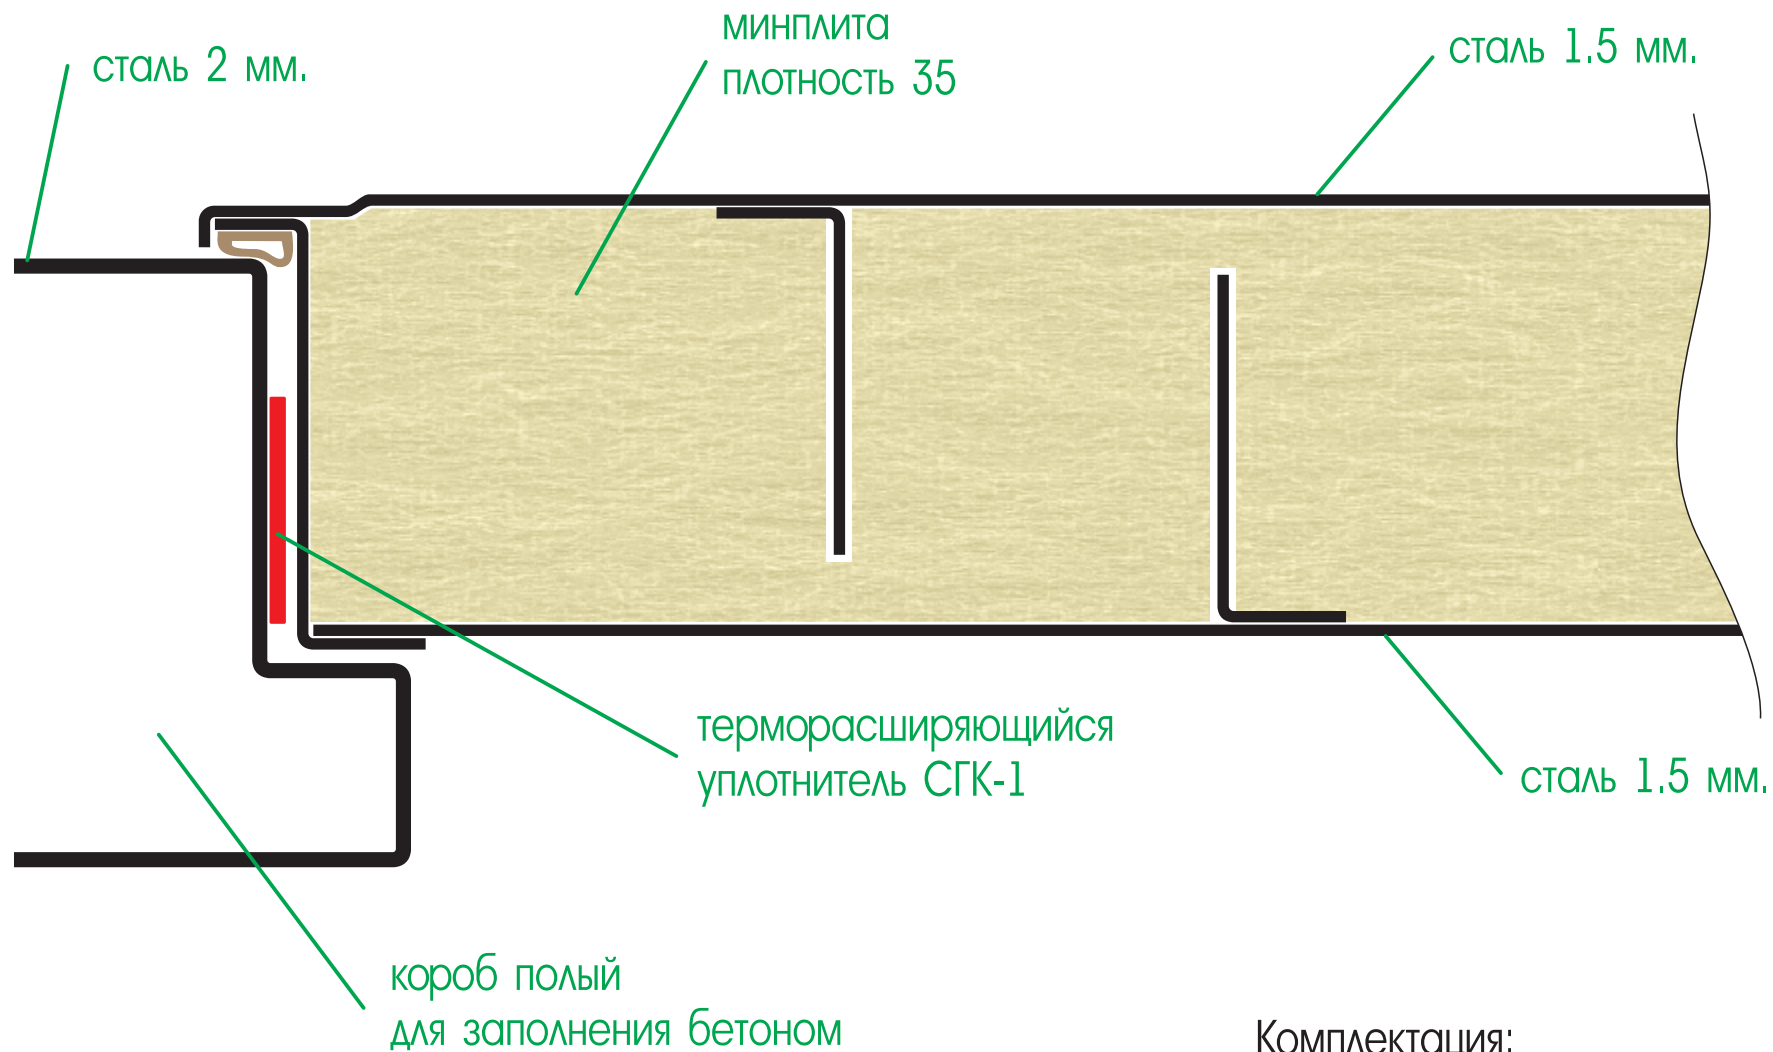 минплита
плотность 35
сталь 2 мм.
сталь 1.5 мм.
терморасширяющийся
уплотнитель СГК-1
сталь 1.5 мм.
короб полый
для заполнения бетоном
Комплектация: